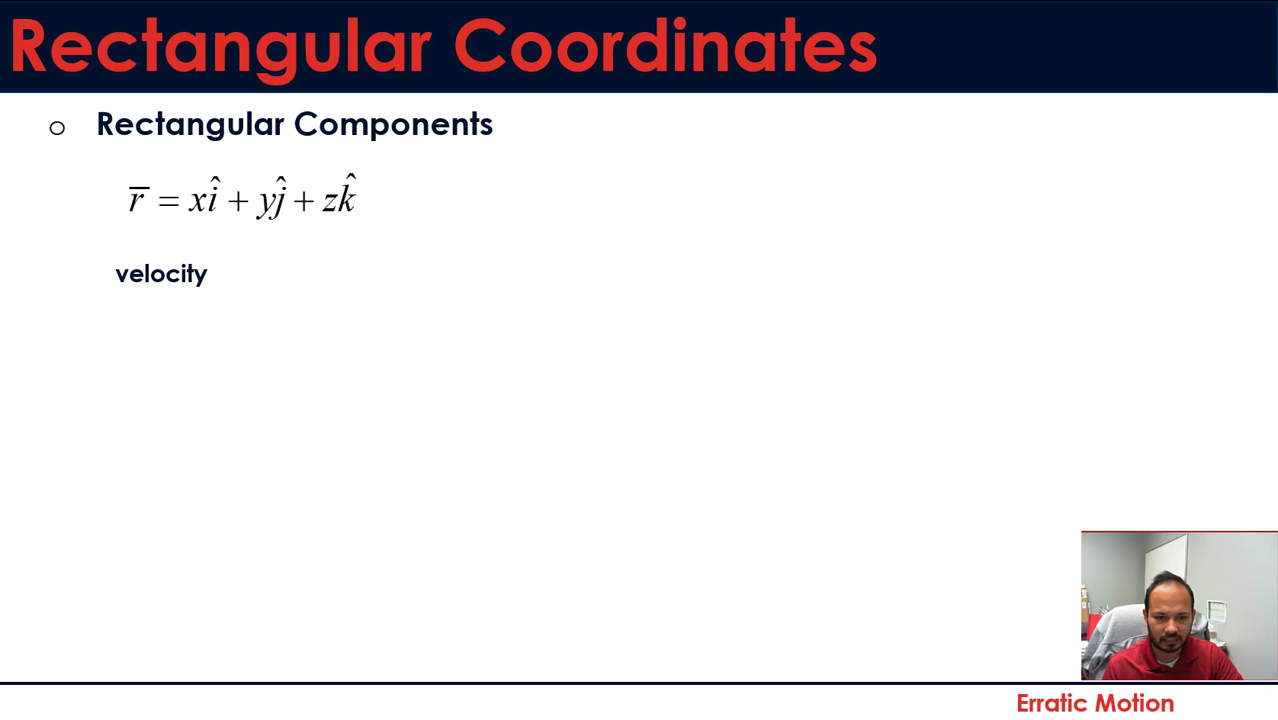 Rectangular Coordinates
o Rectangular Components
r̅ = xî + yĵ + zk̂
velocity
Erratic Motion